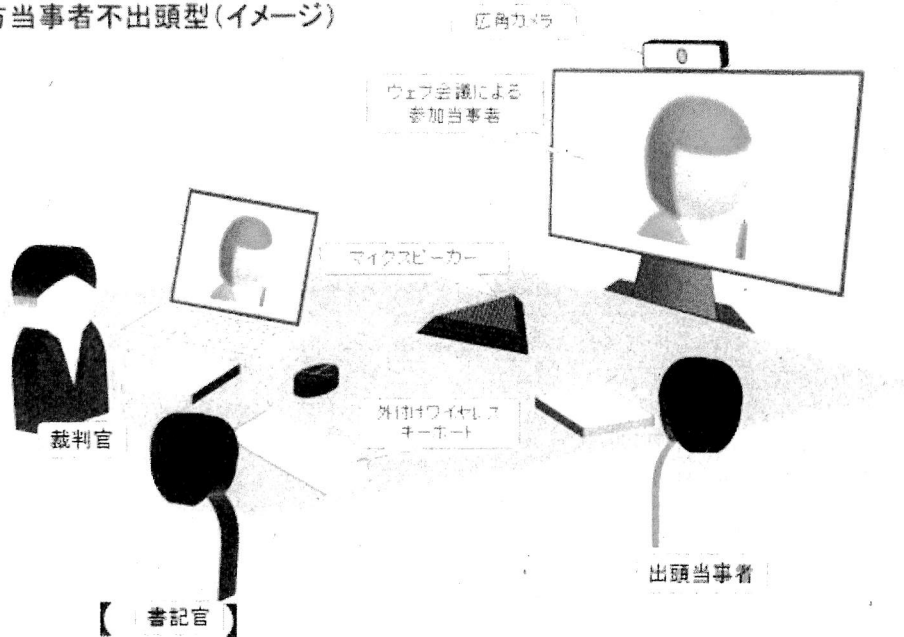 方当事者不出頭型(イメージ)
広角カメラ
ウェブ会議による
参加当事者
マイクスピーカー
外付けワイヤレス
キーボード
裁判官
出頭当事者
【 書記官 】